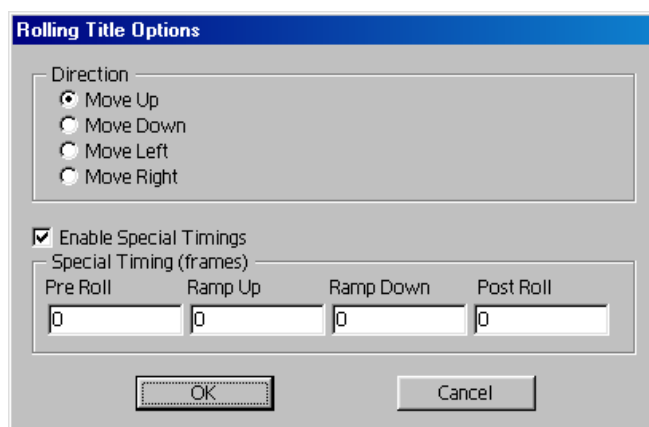 Rolling Title Options
Direction
Move Up
Move Down
Move Left
Move Right
Enable Special Timings
Special Timing (frames)
Pre Roll Ramp Up Ramp Down Post Roll
0 0 0 0
OK Cancel